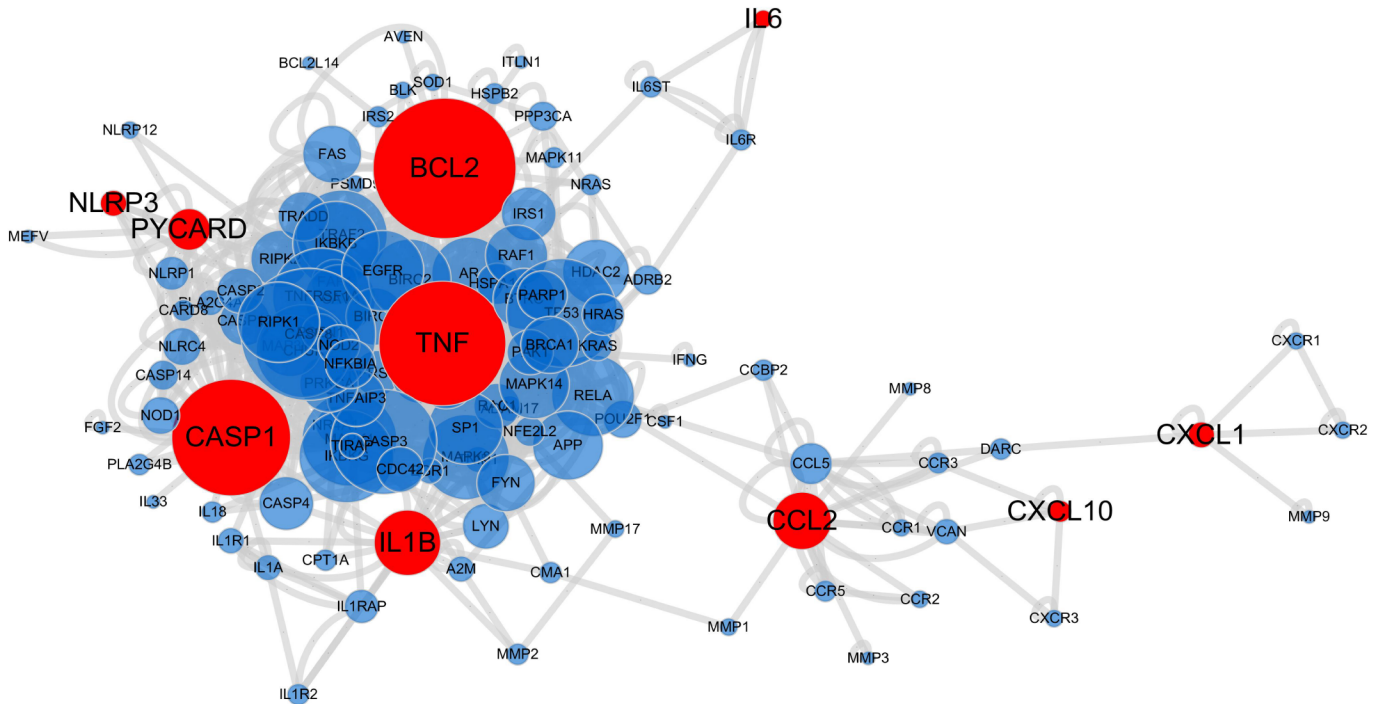 IL6
AVEN
BCL2L14
ITLN1
SOD1
BLK
HSPB2
IL6ST
IRS2
PPP3CA
NLRP12
IL6R
FAS
BCL2
MAPK11
NRAS
NLRP3
PYCARD
TRADD
IRS1
MEFV
IKBKB
RAF1
NLRP1
EGFR
BIRC2
AR
HDAC2
ADRB2
CASP2
PARP1
CARD8
RIPK1
TP53
HRAS
TNF
NOD2
BRCA1
KRAS
NLRC4
NFKBIA
PAK1
IFNG
CXCR1
CASP14
CCBP2
MAPK14
MMP8
RELA
TNFAIP3
NOD1
POU2F1
CSF1
FGF2
CASP1
SP1
NFE2L2
CXCL1
CXCR2
TIRAP
CASP3
APP
DARC
PLA2G4B
CDC42
CCL5
CCR3
FYN
IL33
CASP4
IL18
CXCL10
MMP9
CCL2
LYN
MMP17
CCR1
VCAN
IL1R1
IL1B
CPT1A
IL1A
A2M
CMA1
CCR5
CCR2
IL1RAP
CXCR3
MMP1
MMP2
MMP3
IL1R2